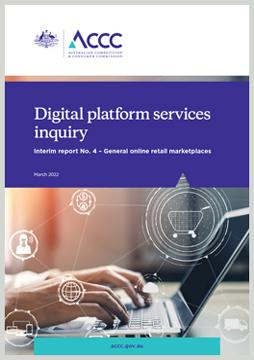 ACCC
AUSTRALIAN COMPETITION
& CONSUMER COMMISSION
Digital platform services
inquiry
Interim report No. 4 – General online retail marketplaces
March 2022
accc.gov.au